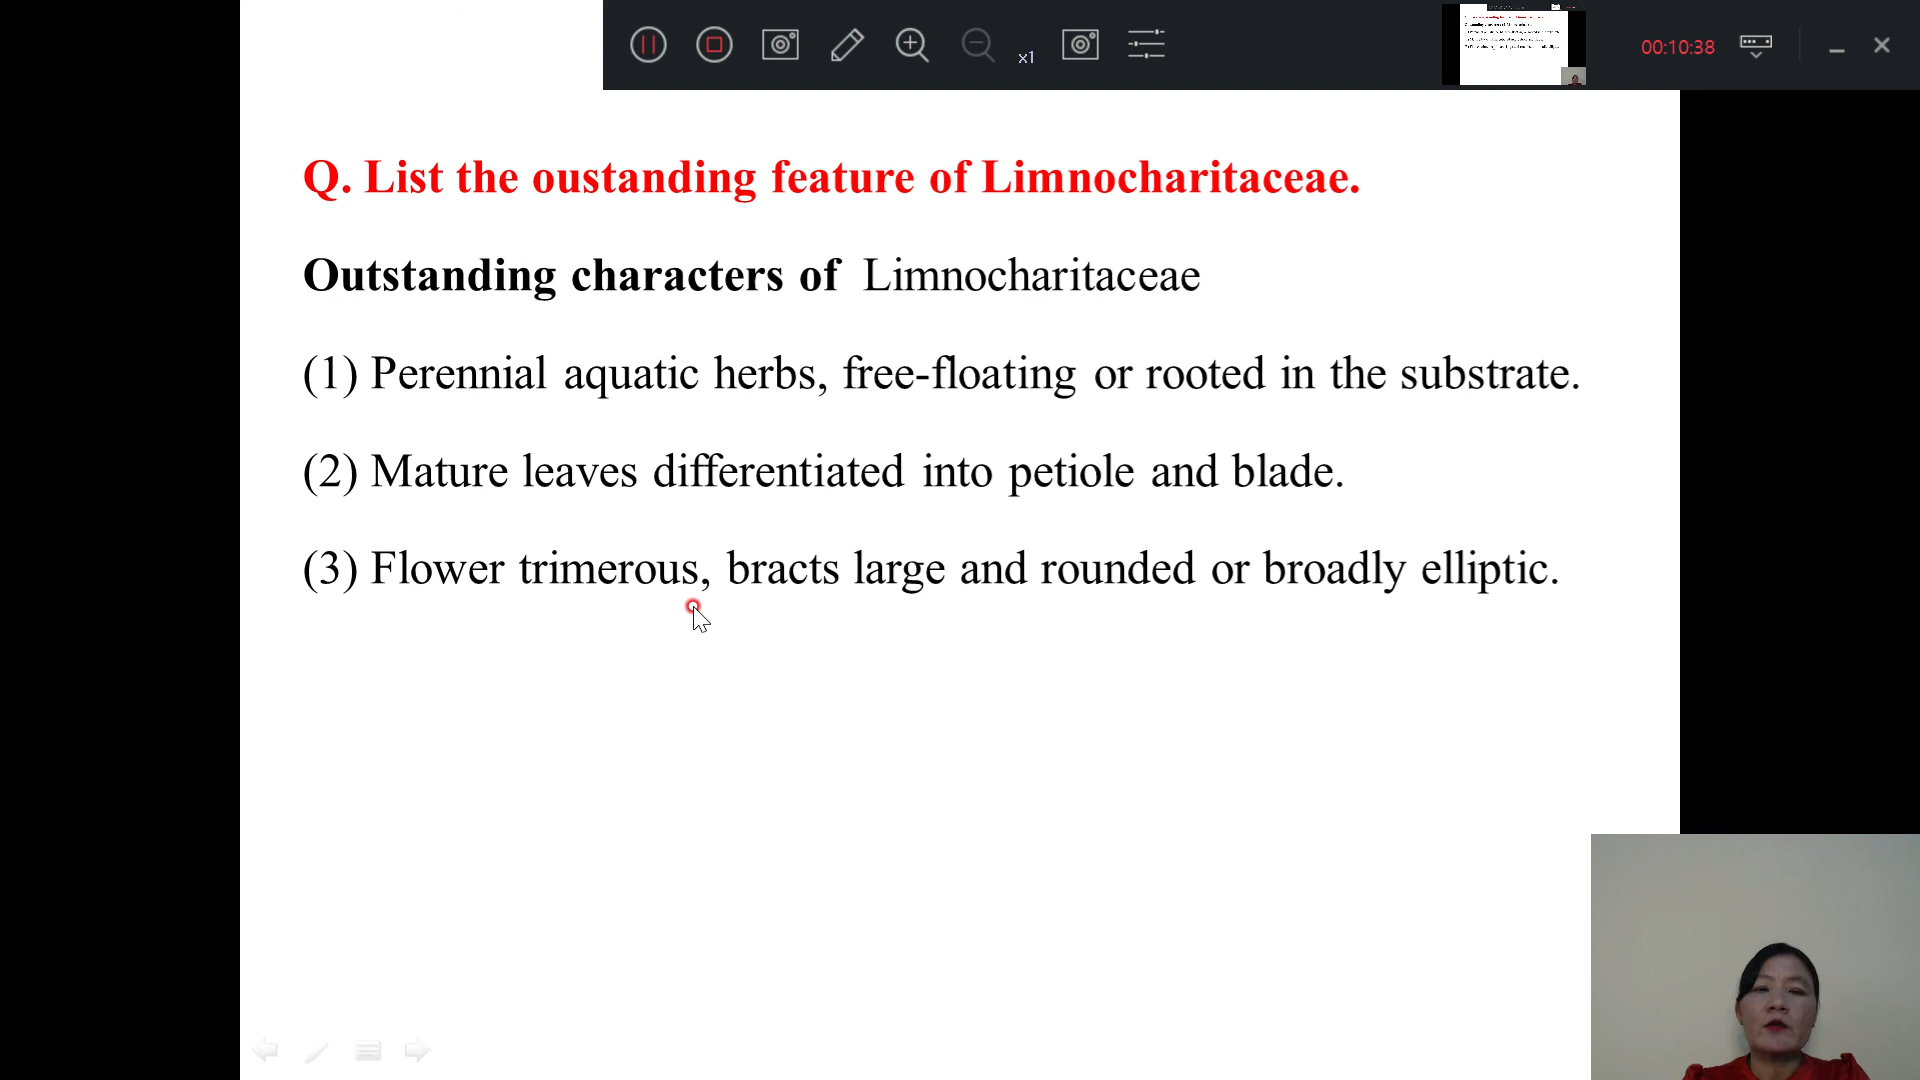 x1
00:10:38
Q. List the oustanding feature of Limnocharitaceae.
Outstanding characters of Limnocharitaceae
(1) Perennial aquatic herbs, free-floating or rooted in the substrate.
(2) Mature leaves differentiated into petiole and blade.
(3) Flower trimerous, bracts large and rounded or broadly elliptic.